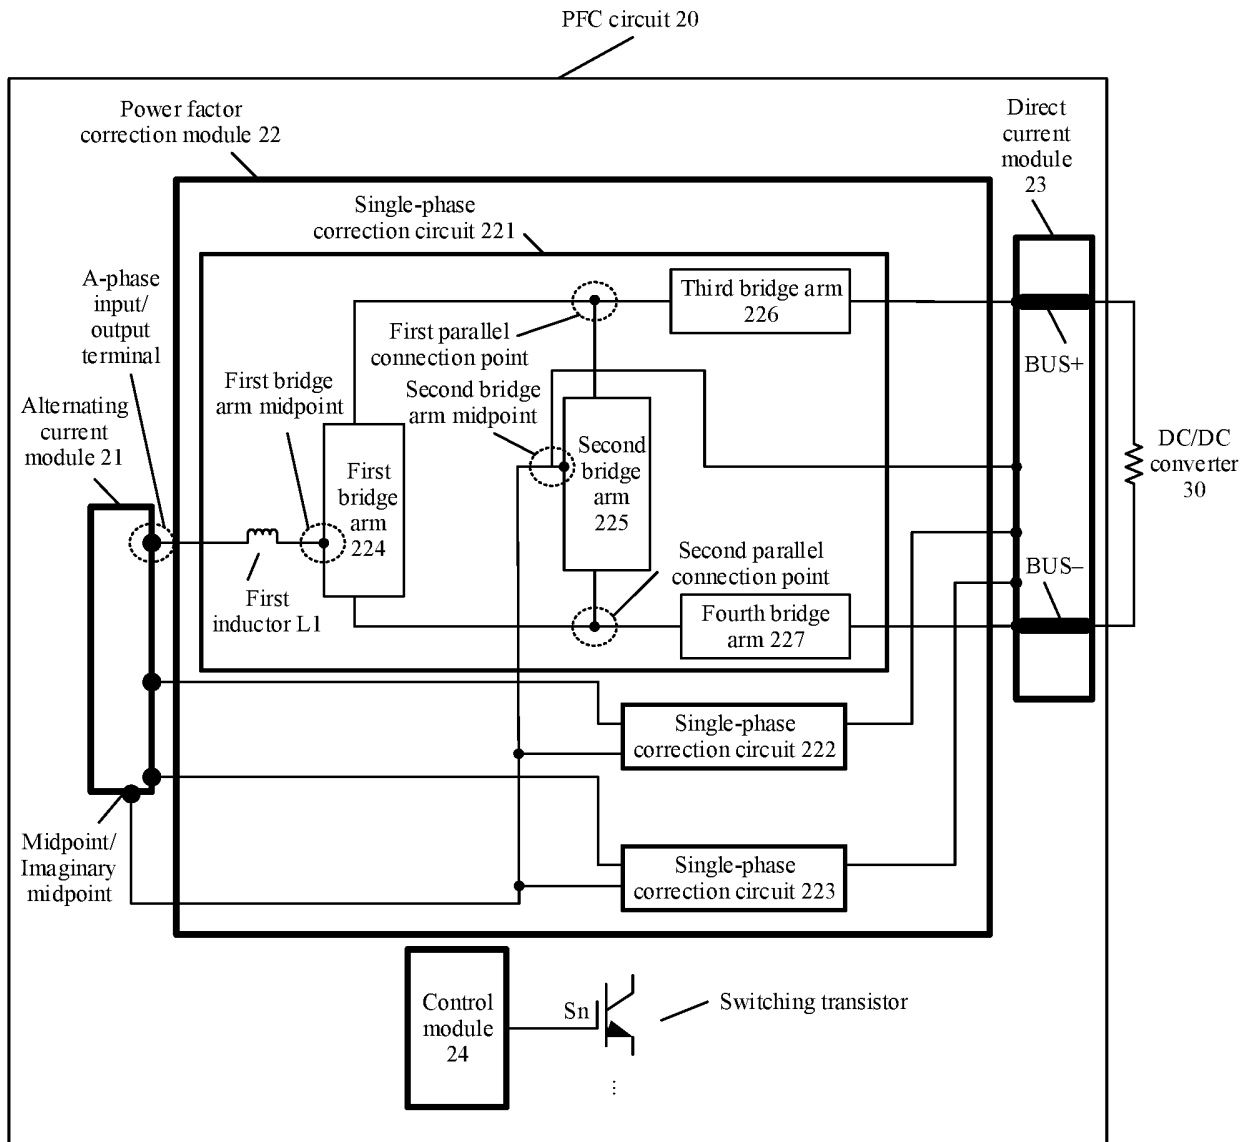 PFC circuit 20
Power factor
correction module 22
Direct
current
module
23
Single-phase
correction circuit 221
A-phase
input/
output
terminal
Third bridge arm
226
First parallel
connection point
BUS+
First bridge
arm midpoint
Second bridge
arm midpoint
Alternating
current
module 21
DC/DC
converter
30
First
bridge
arm
224
Second
bridge
arm
225
Second parallel
connection point
BUS–
First
inductor L1
Fourth bridge
arm 227
Single-phase
correction circuit 222
Midpoint/
Imaginary
midpoint
Single-phase
correction circuit 223
Control
module
24
Sn
Switching transistor
...